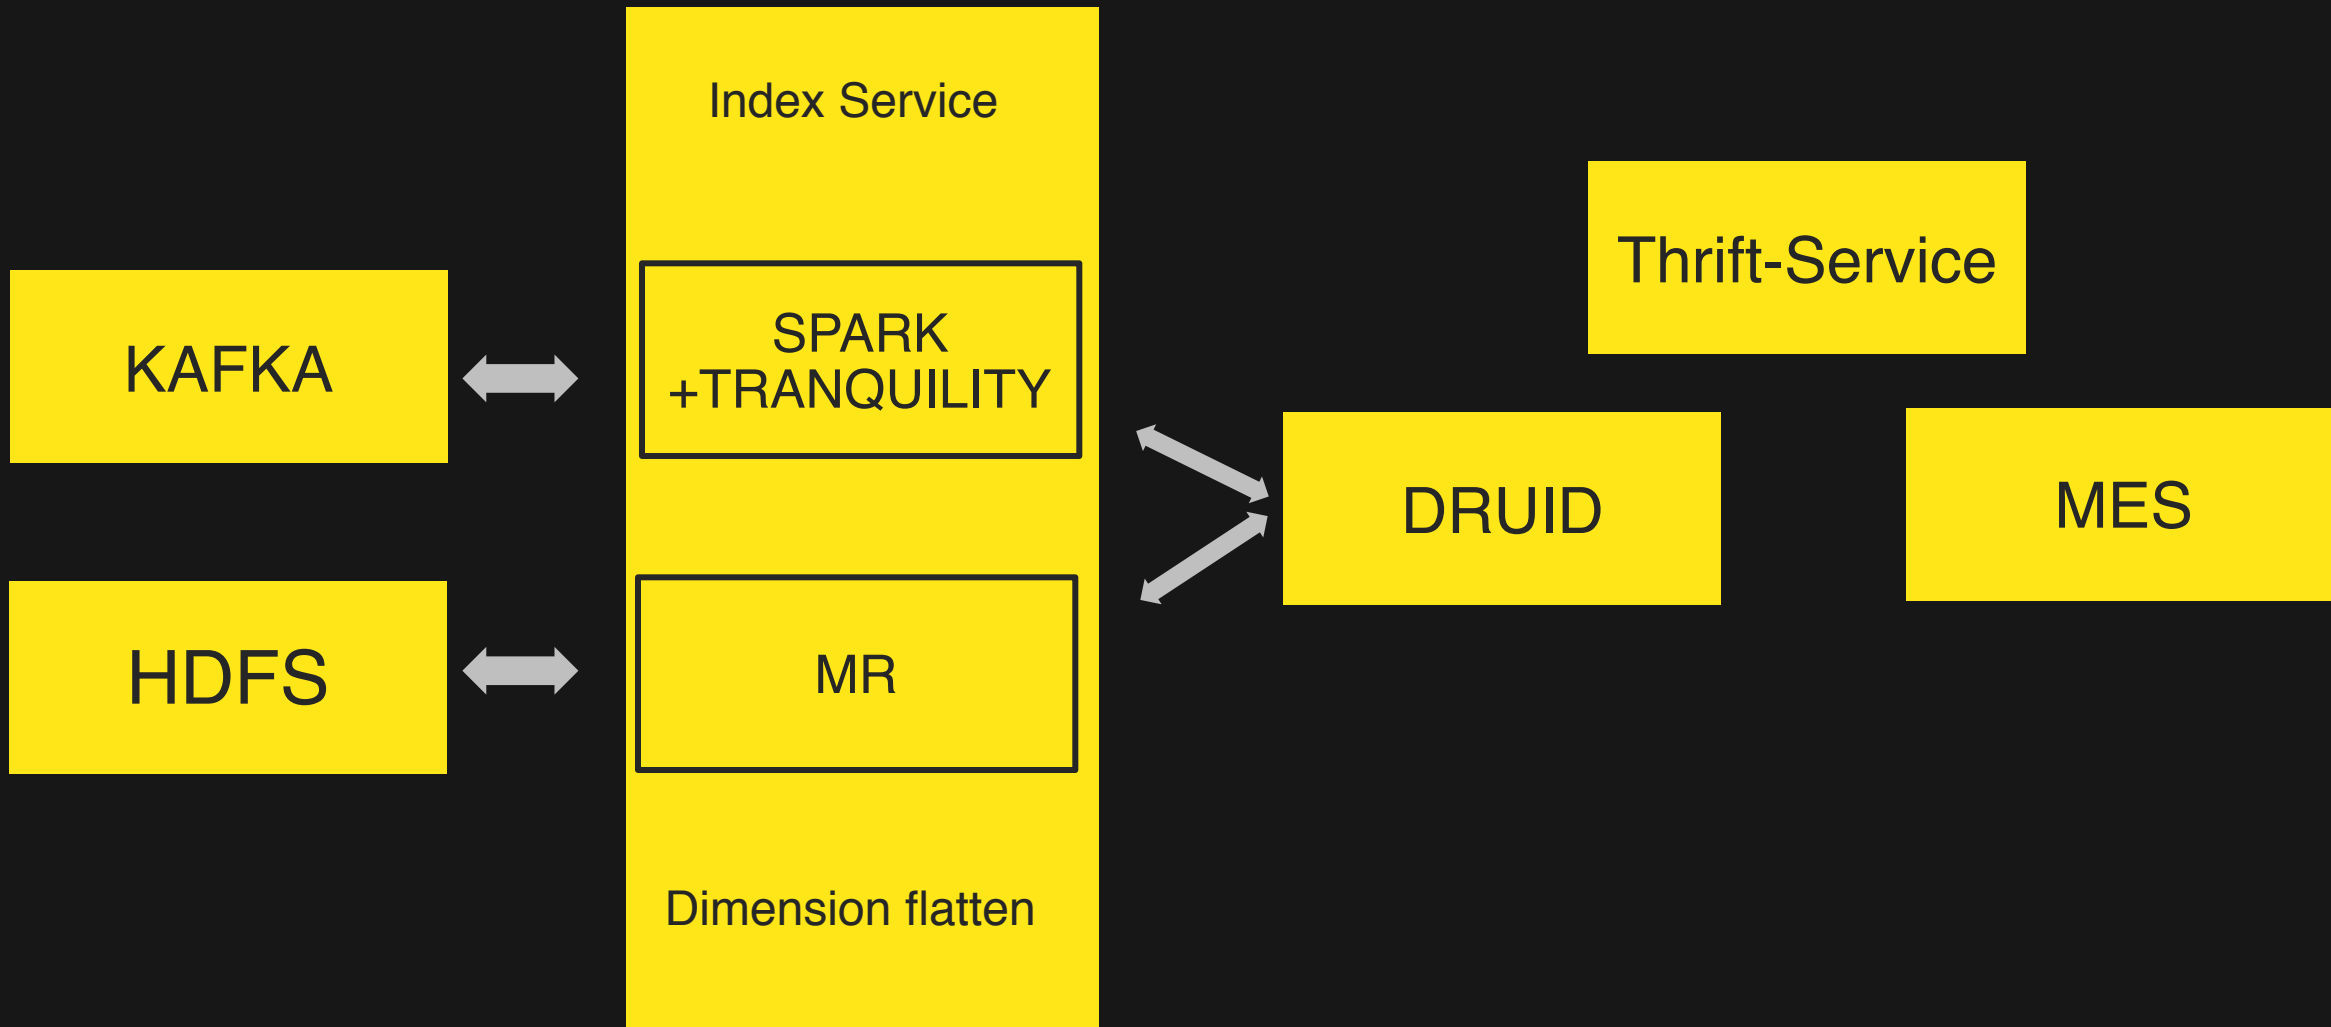 Index Service
Thrift-Service
KAFKA
SPARK
+TRANQUILITY
DRUID
MES
HDFS
MR
Dimension flatten